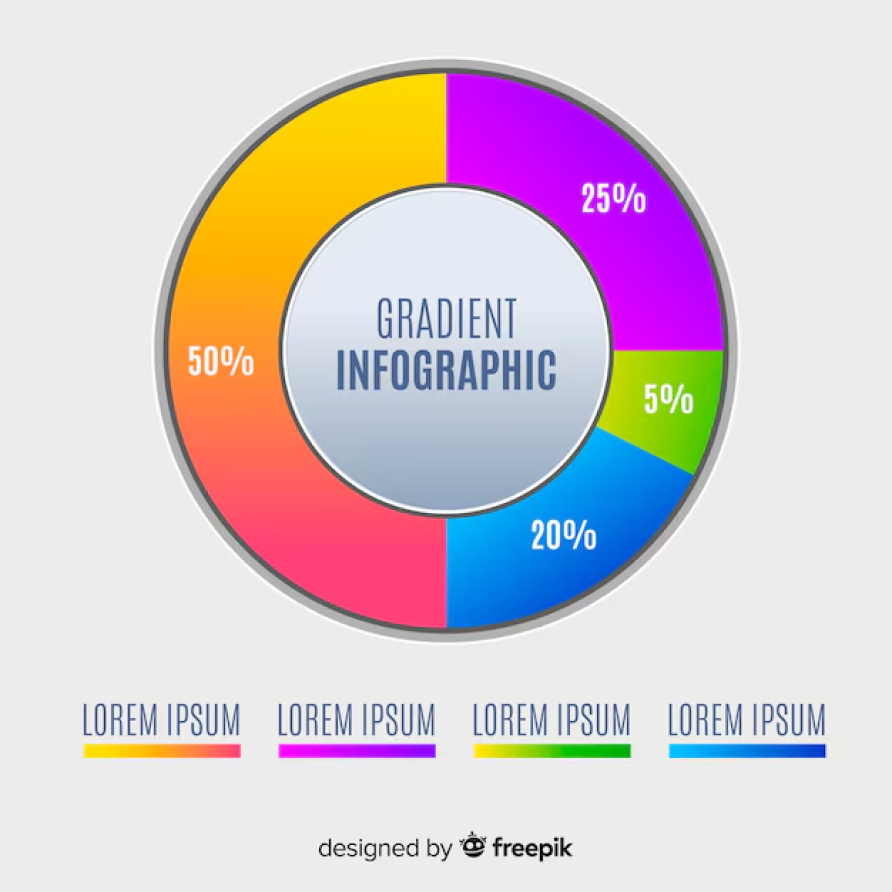 25%
GRADIENT
INFOGRAPHIC
50%
5%
20%
LOREM IPSUM
LOREM IPSUM
LOREM IPSUM
LOREM IPSUM
designed by freepik